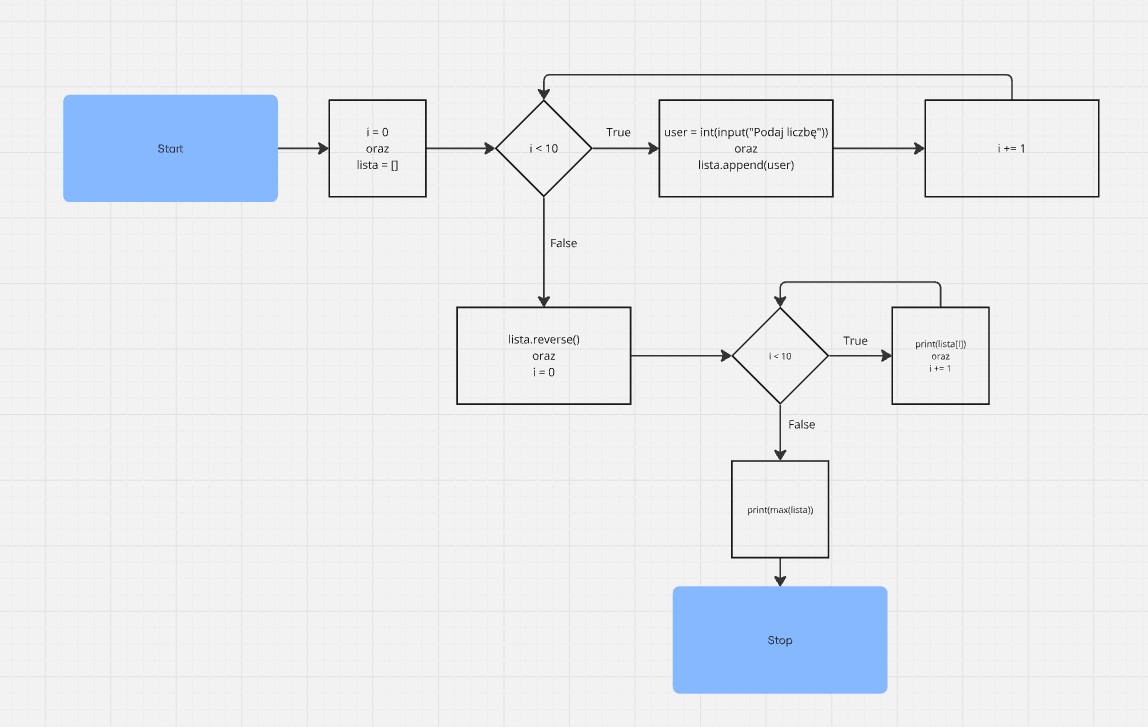 Start
i = 0
oraz
lista = []
i < 10
True
user = int(input("Podaj liczbę"))
oraz
lista.append(user)
i += 1
False
lista.reverse()
oraz
i = 0
i < 10
True
print(lista[i])
oraz
i += 1
False
print(max(lista))
Stop